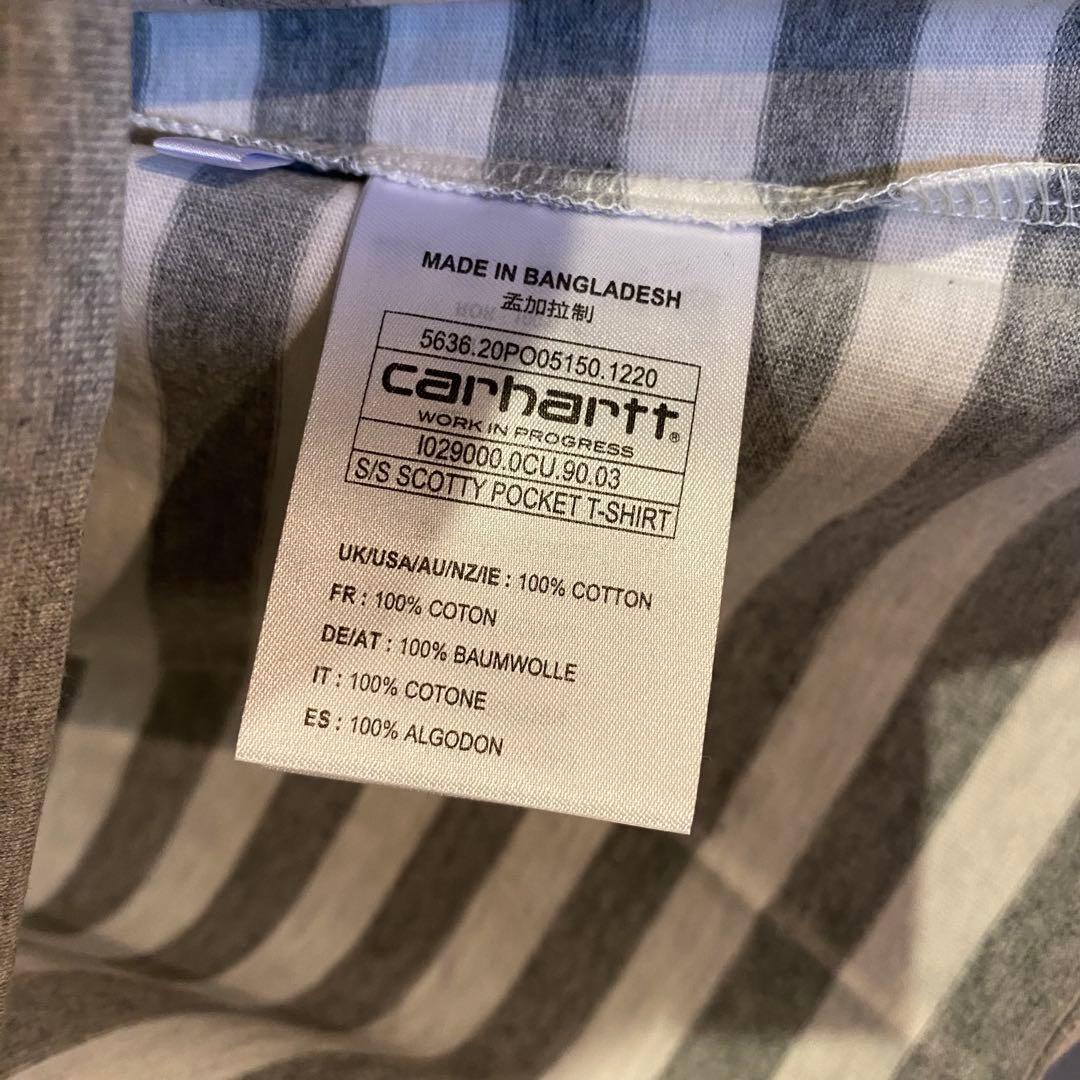 MADE IN BANGLADESH
孟加拉制
5636.20PO05150.1220
carhartt®
WORK IN PROGRESS
I029000.0CU.90.03
S/S SCOTTY POCKET T-SHIRT
UK/USA/AU/NZ/IE : 100% COTTON
FR : 100% COTON
DE/AT : 100% BAUMWOLLE
IT : 100% COTONE
ES : 100% ALGODON